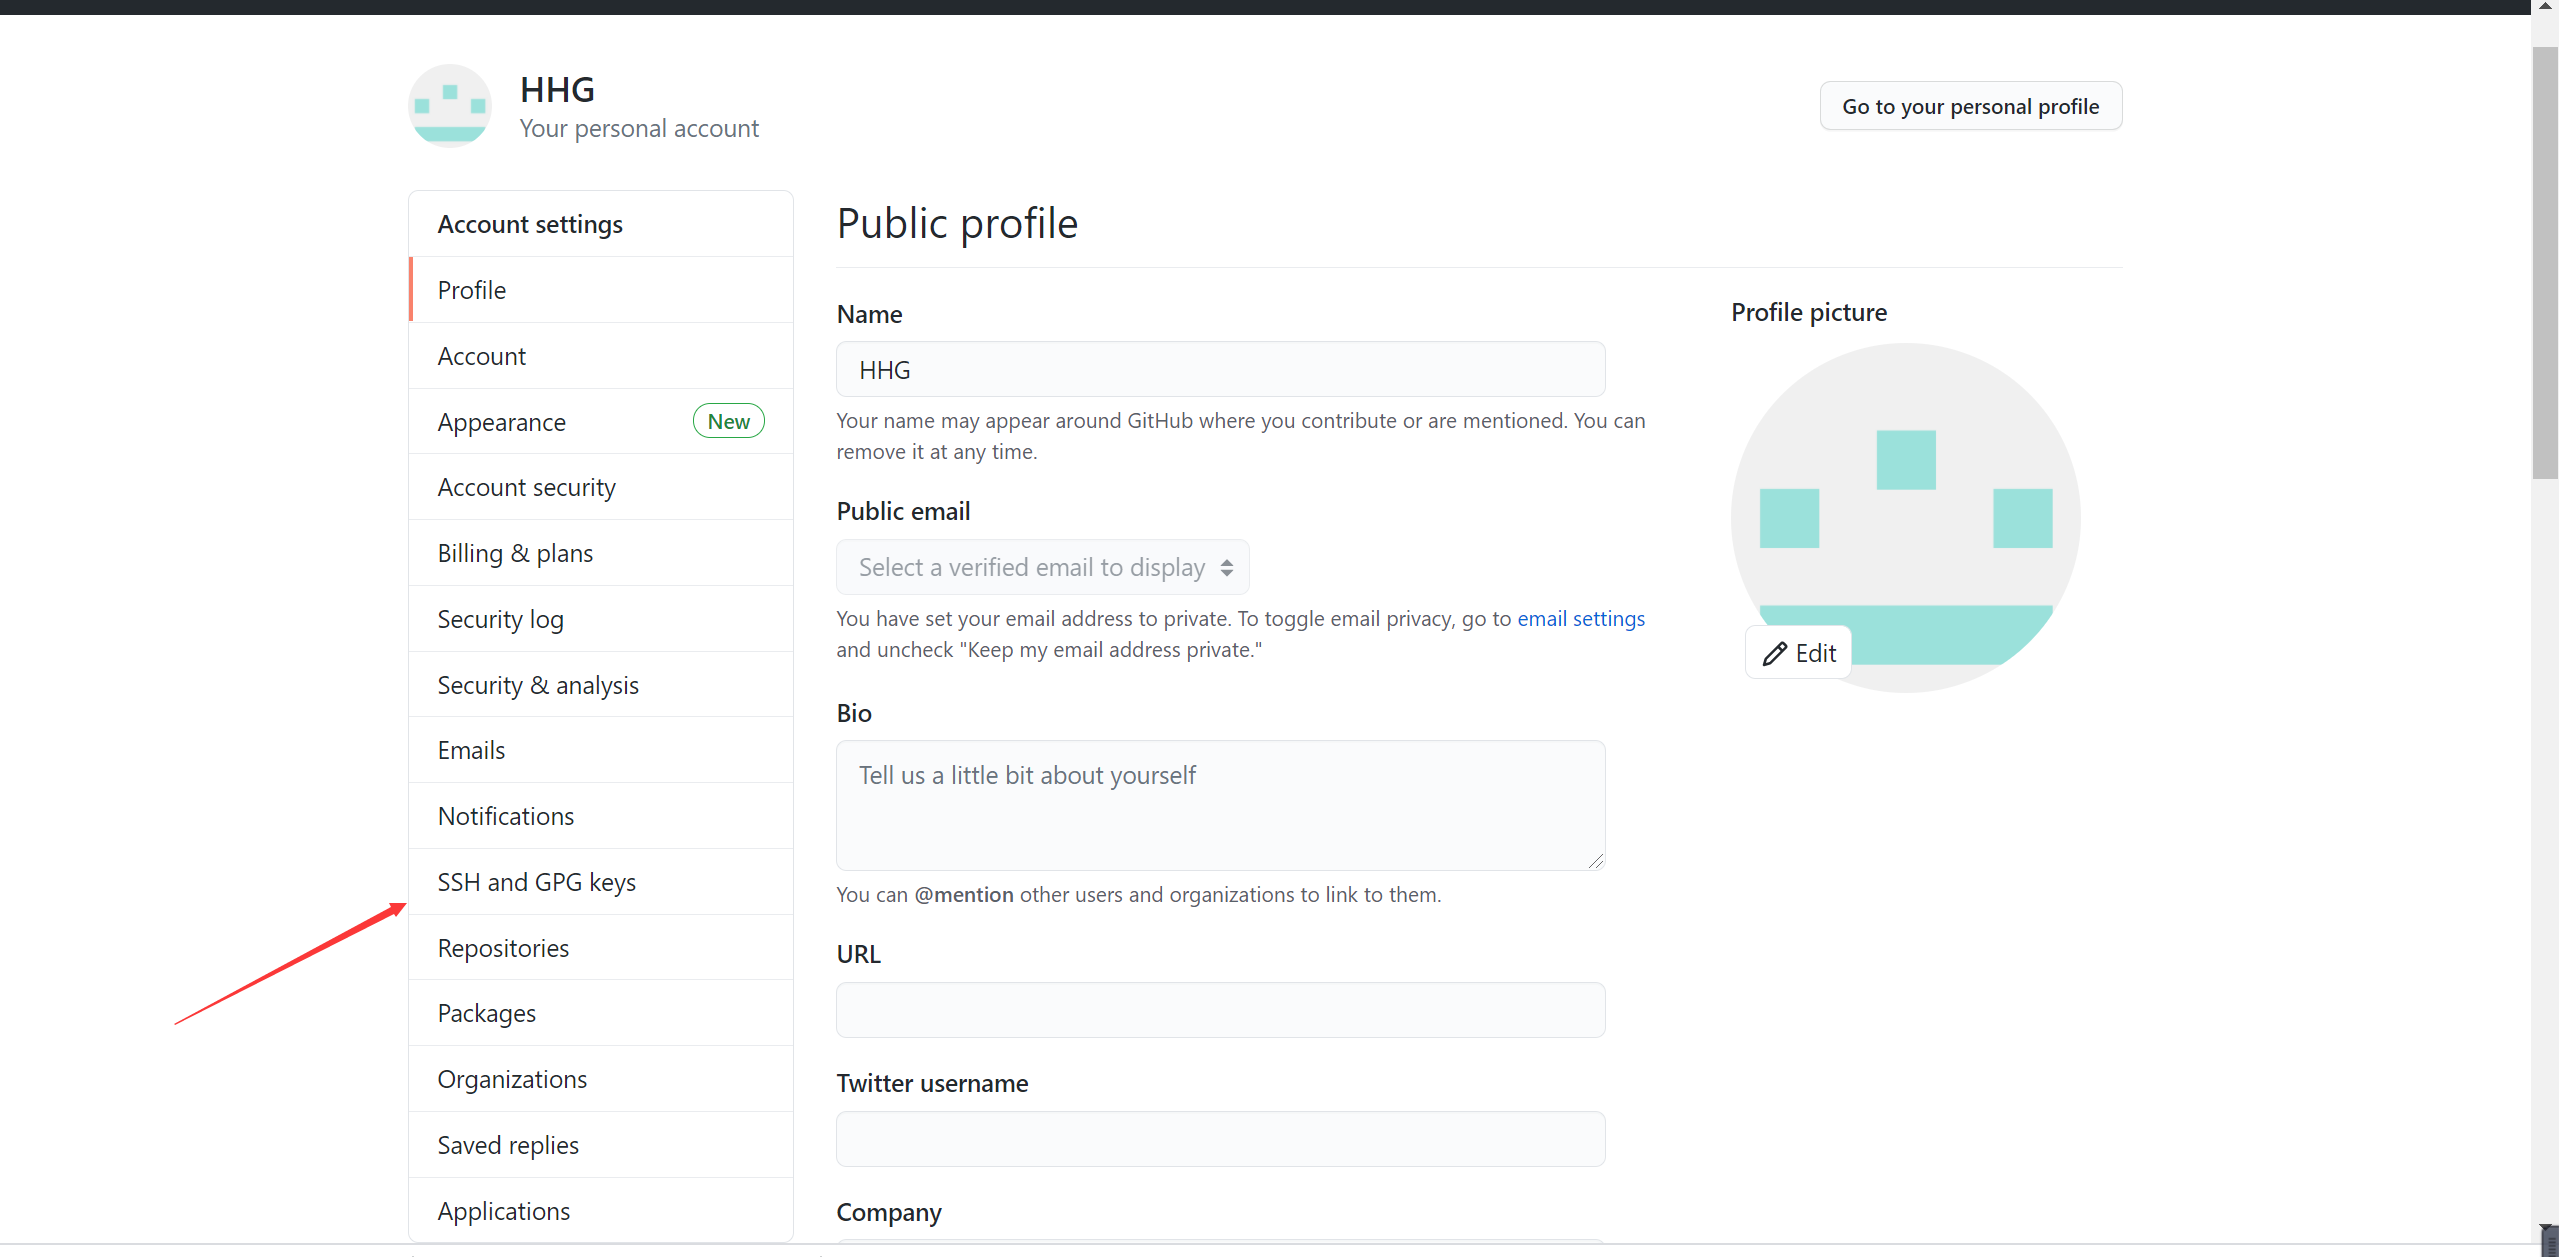 HHG
Your personal account
Go to your personal profile
Account settings
Profile
Account
Appearance New
Account security
Billing & plans
Security log
Security & analysis
Emails
Notifications
SSH and GPG keys
Repositories
Packages
Organizations
Saved replies
Applications
Public profile
Name
HHG
Your name may appear around GitHub where you contribute or are mentioned. You can
remove it at any time.
Public email
Select a verified email to display
You have set your email address to private. To toggle email privacy, go to email settings
and uncheck "Keep my email address private."
Bio
Tell us a little bit about yourself
You can @mention other users and organizations to link to them.
URL
Twitter username
Company
Profile picture
Edit